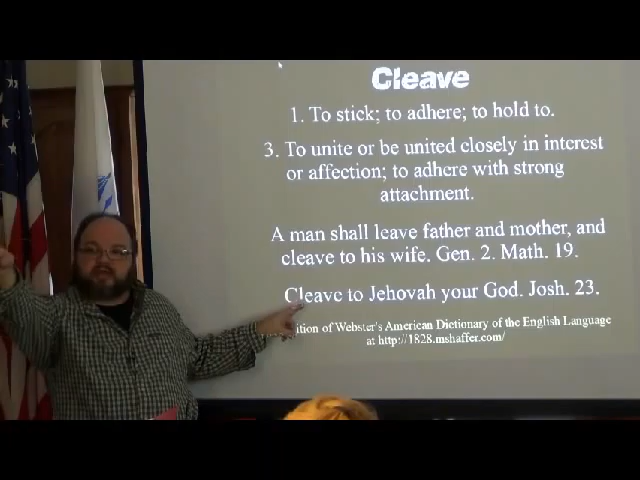 Cleave
1. To stick; to adhere; to hold to.
3. To unite or be united closely in interest
or affection; to adhere with strong
attachment.
A man shall leave father and mother, and
cleave to his wife. Gen. 2. Math. 19.
Cleave to Jehovah your God. Josh. 23.
of Webster's American Dictionary of the English Language
at http://1828.mshaffer.com/